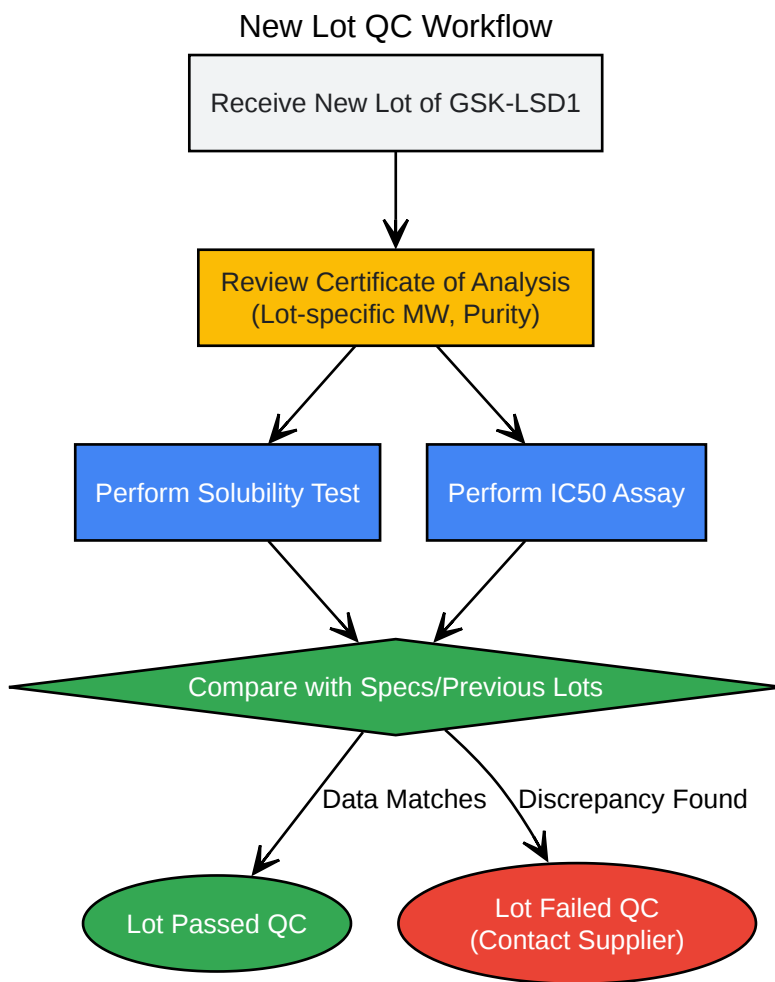 New Lot QC Workflow
Receive New Lot of GSK-LSD1
Review Certificate of Analysis
(Lot-specific MW, Purity)
Perform Solubility Test
Perform IC50 Assay
Compare with Specs/Previous Lots
Data Matches
Discrepancy Found
Lot Passed QC
Lot Failed QC
(Contact Supplier)